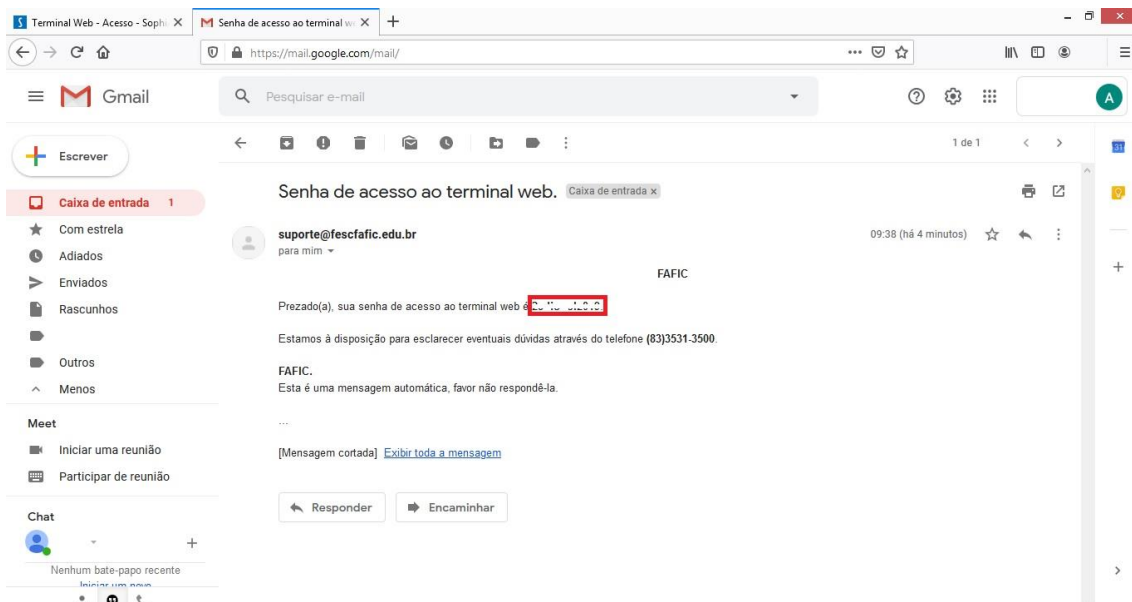 Terminal Web - Acesso - Soph
Senha de acesso ao terminal w
https://mail.google.com/mail/
Gmail
Pesquisar e-mail
A
Escrever
1 de 1
31
Caixa de entrada 1
Com estrela
Adiados
Enviados
Rascunhos
Outros
Menos
Meet
Iniciar uma reunião
Participar de reunião
Chat
Nenhum bate-papo recente
Iniciar um novo
Senha de acesso ao terminal web. Caixa de entrada x
suporte@fescfafic.edu.br 09:38 (há 4 minutos)
para mim
FAFIC
Prezado(a), sua senha de acesso ao terminal web é
Estamos à disposição para esclarecer eventuais dúvidas através do telefone (83)3531-3500.
FAFIC.
Esta é uma mensagem automática, favor não respondê-la.
...
[Mensagem cortada] Exibir toda a mensagem
Responder Encaminhar